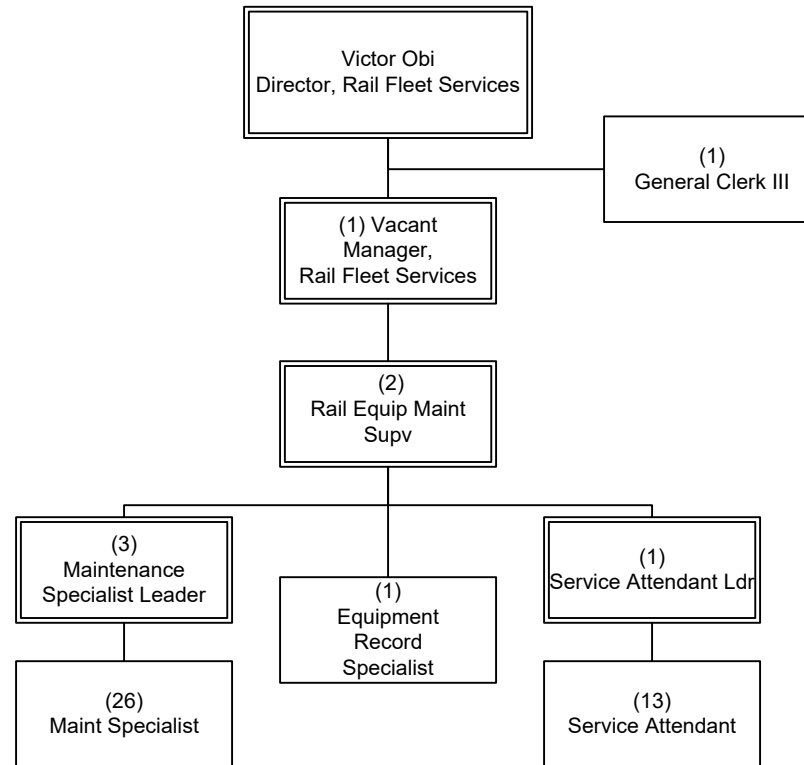 Victor Obi
Director, Rail Fleet Services
(1)
General Clerk III
(1) Vacant
Manager,
Rail Fleet Services
(2)
Rail Equip Maint
Supv
(3)
Maintenance
Specialist Leader
(1)
Equipment
Record
Specialist
(1)
Service Attendant Ldr
(26)
Maint Specialist
(13)
Service Attendant